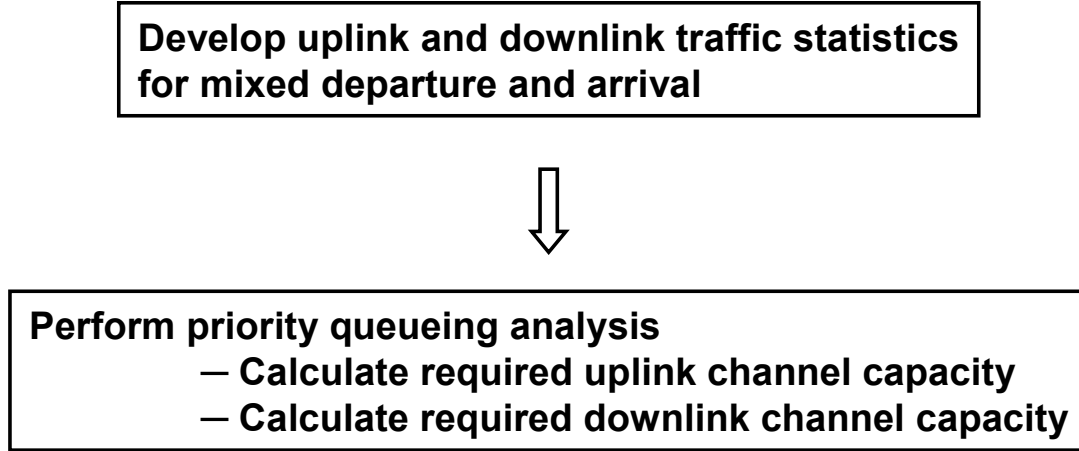 Develop uplink and downlink traffic statistics
for mixed departure and arrival
Perform priority queueing analysis
– Calculate required uplink channel capacity
– Calculate required downlink channel capacity